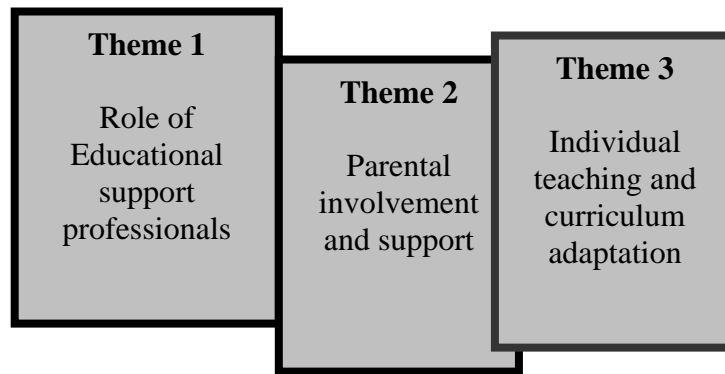 Theme 1
Role of
Educational
support
professionals
Theme 2
Parental
involvement
and support
Theme 3
Individual
teaching and
curriculum
adaptation